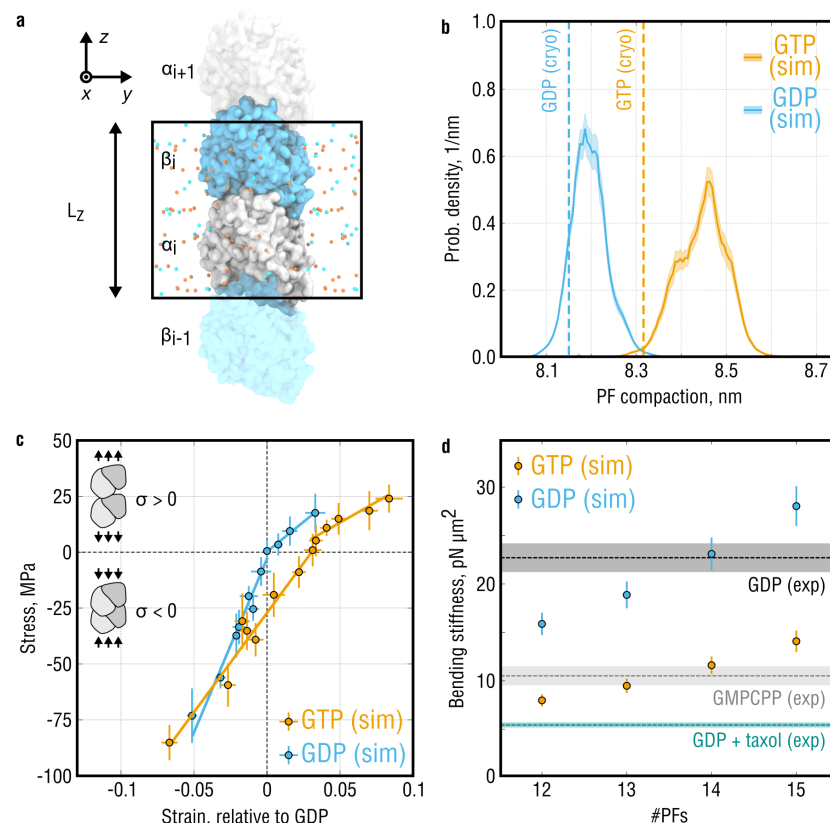 a
z
x
y
αi+1
βi
αi
βi-1
LZ
b
GDP (cryo)
GTP (cryo)
GTP
(sim)
GDP
(sim)
Prob. density, 1/nm
1.0
0.8
0.6
0.4
0.2
0.0
8.1
8.3
8.5
8.7
PF compaction, nm
c
50
25
0
-25
-50
-75
-100
Stress, MPa
σ > 0
σ < 0
GTP (sim)
GDP (sim)
-0.1
-0.05
0
0.05
0.1
Strain, relative to GDP
d
GTP (sim)
GDP (sim)
30
20
10
0
Bending stiffness, pN µm²
GDP (exp)
GMPCPP (exp)
GDP + taxol (exp)
12
13
14
15
#PFs